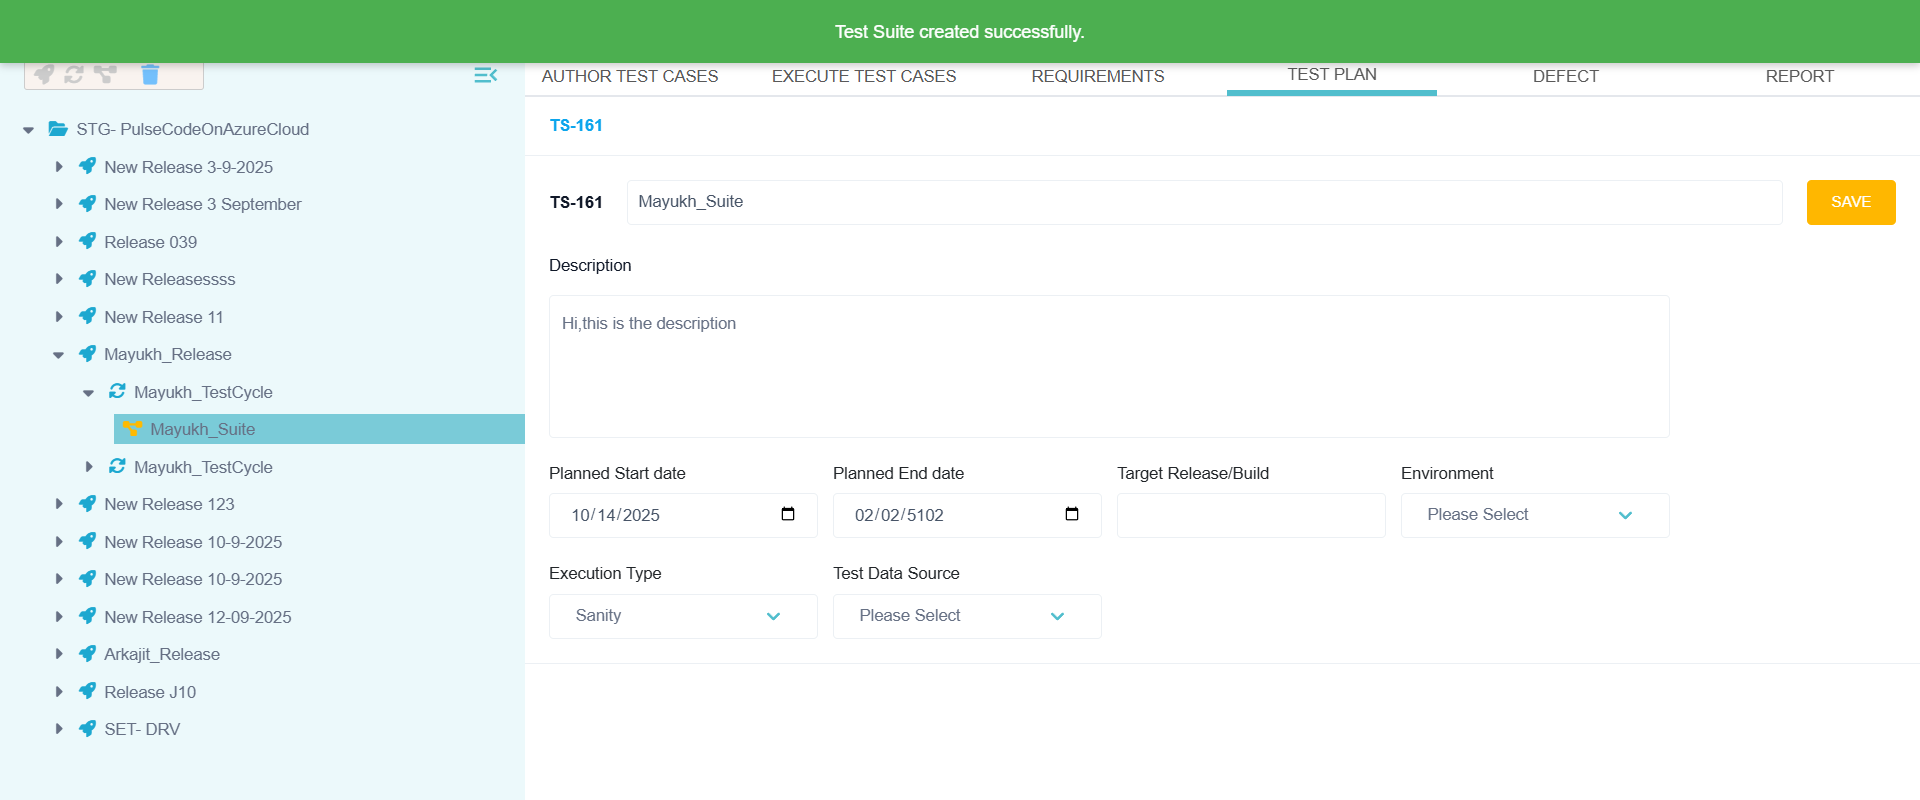 Test Suite created successfully.
AUTHOR TEST CASES
EXECUTE TEST CASES
REQUIREMENTS
TEST PLAN
DEFECT
REPORT
STG- PulseCodeOnAzureCloud
New Release 3-9-2025
New Release 3 September
Release 039
New Releasessss
New Release 11
Mayukh_Release
Mayukh_TestCycle
Mayukh_Suite
Mayukh_TestCycle
New Release 123
New Release 10-9-2025
New Release 10-9-2025
New Release 12-09-2025
Arkajit_Release
Release J10
SET- DRV
TS-161
TS-161
Mayukh_Suite
SAVE
Description
Hi,this is the description
Planned Start date
Planned End date
Target Release/Build
Environment
10/14/2025
02/02/5102
Please Select
Execution Type
Test Data Source
Sanity
Please Select